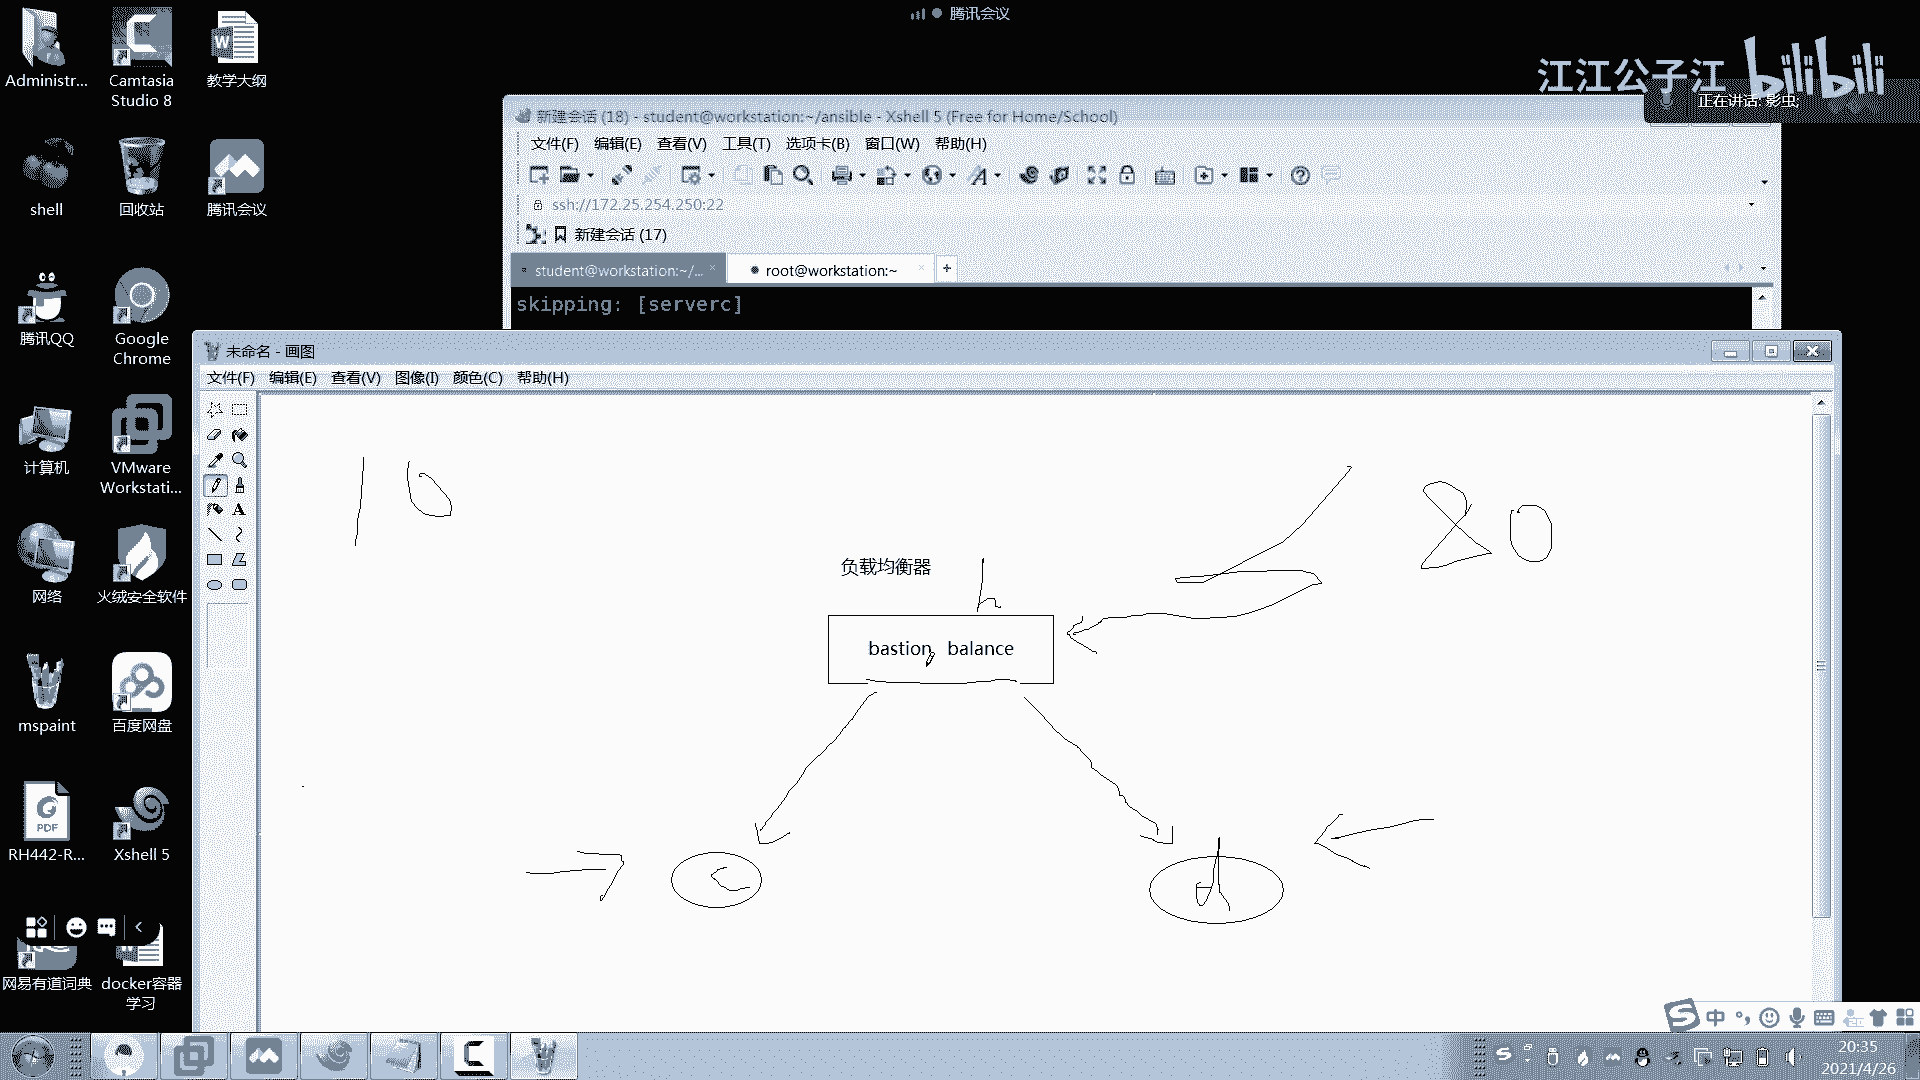 腾讯会议
江江公子江 bilibili
正在讲话: 影虫;
Administr...
Camtasia Studio 8
教学大纲
shell
回收站
腾讯会议
腾讯QQ
Google Chrome
计算机
VMware Workstati...
网络
火绒安全软件
mspaint
百度网盘
RH442-R...
Xshell 5
网易有道词典
docker容器学习
新建会话 (18) - student@workstation:~/ansible - Xshell 5 (Free for Home/School)
文件(F) 编辑(E) 查看(V) 工具(T) 选项卡(B) 窗口(W) 帮助(H)
ssh://172.25.254.250:22
新建会话 (17)
student@workstation:~/... root@workstation:~
skipping: [serverc]
未命名 - 画图
文件(F) 编辑(E) 查看(V) 图像(I) 颜色(C) 帮助(H)
80
负载均衡器
h
bastion balance
c
d
中
20:35
2021/4/26